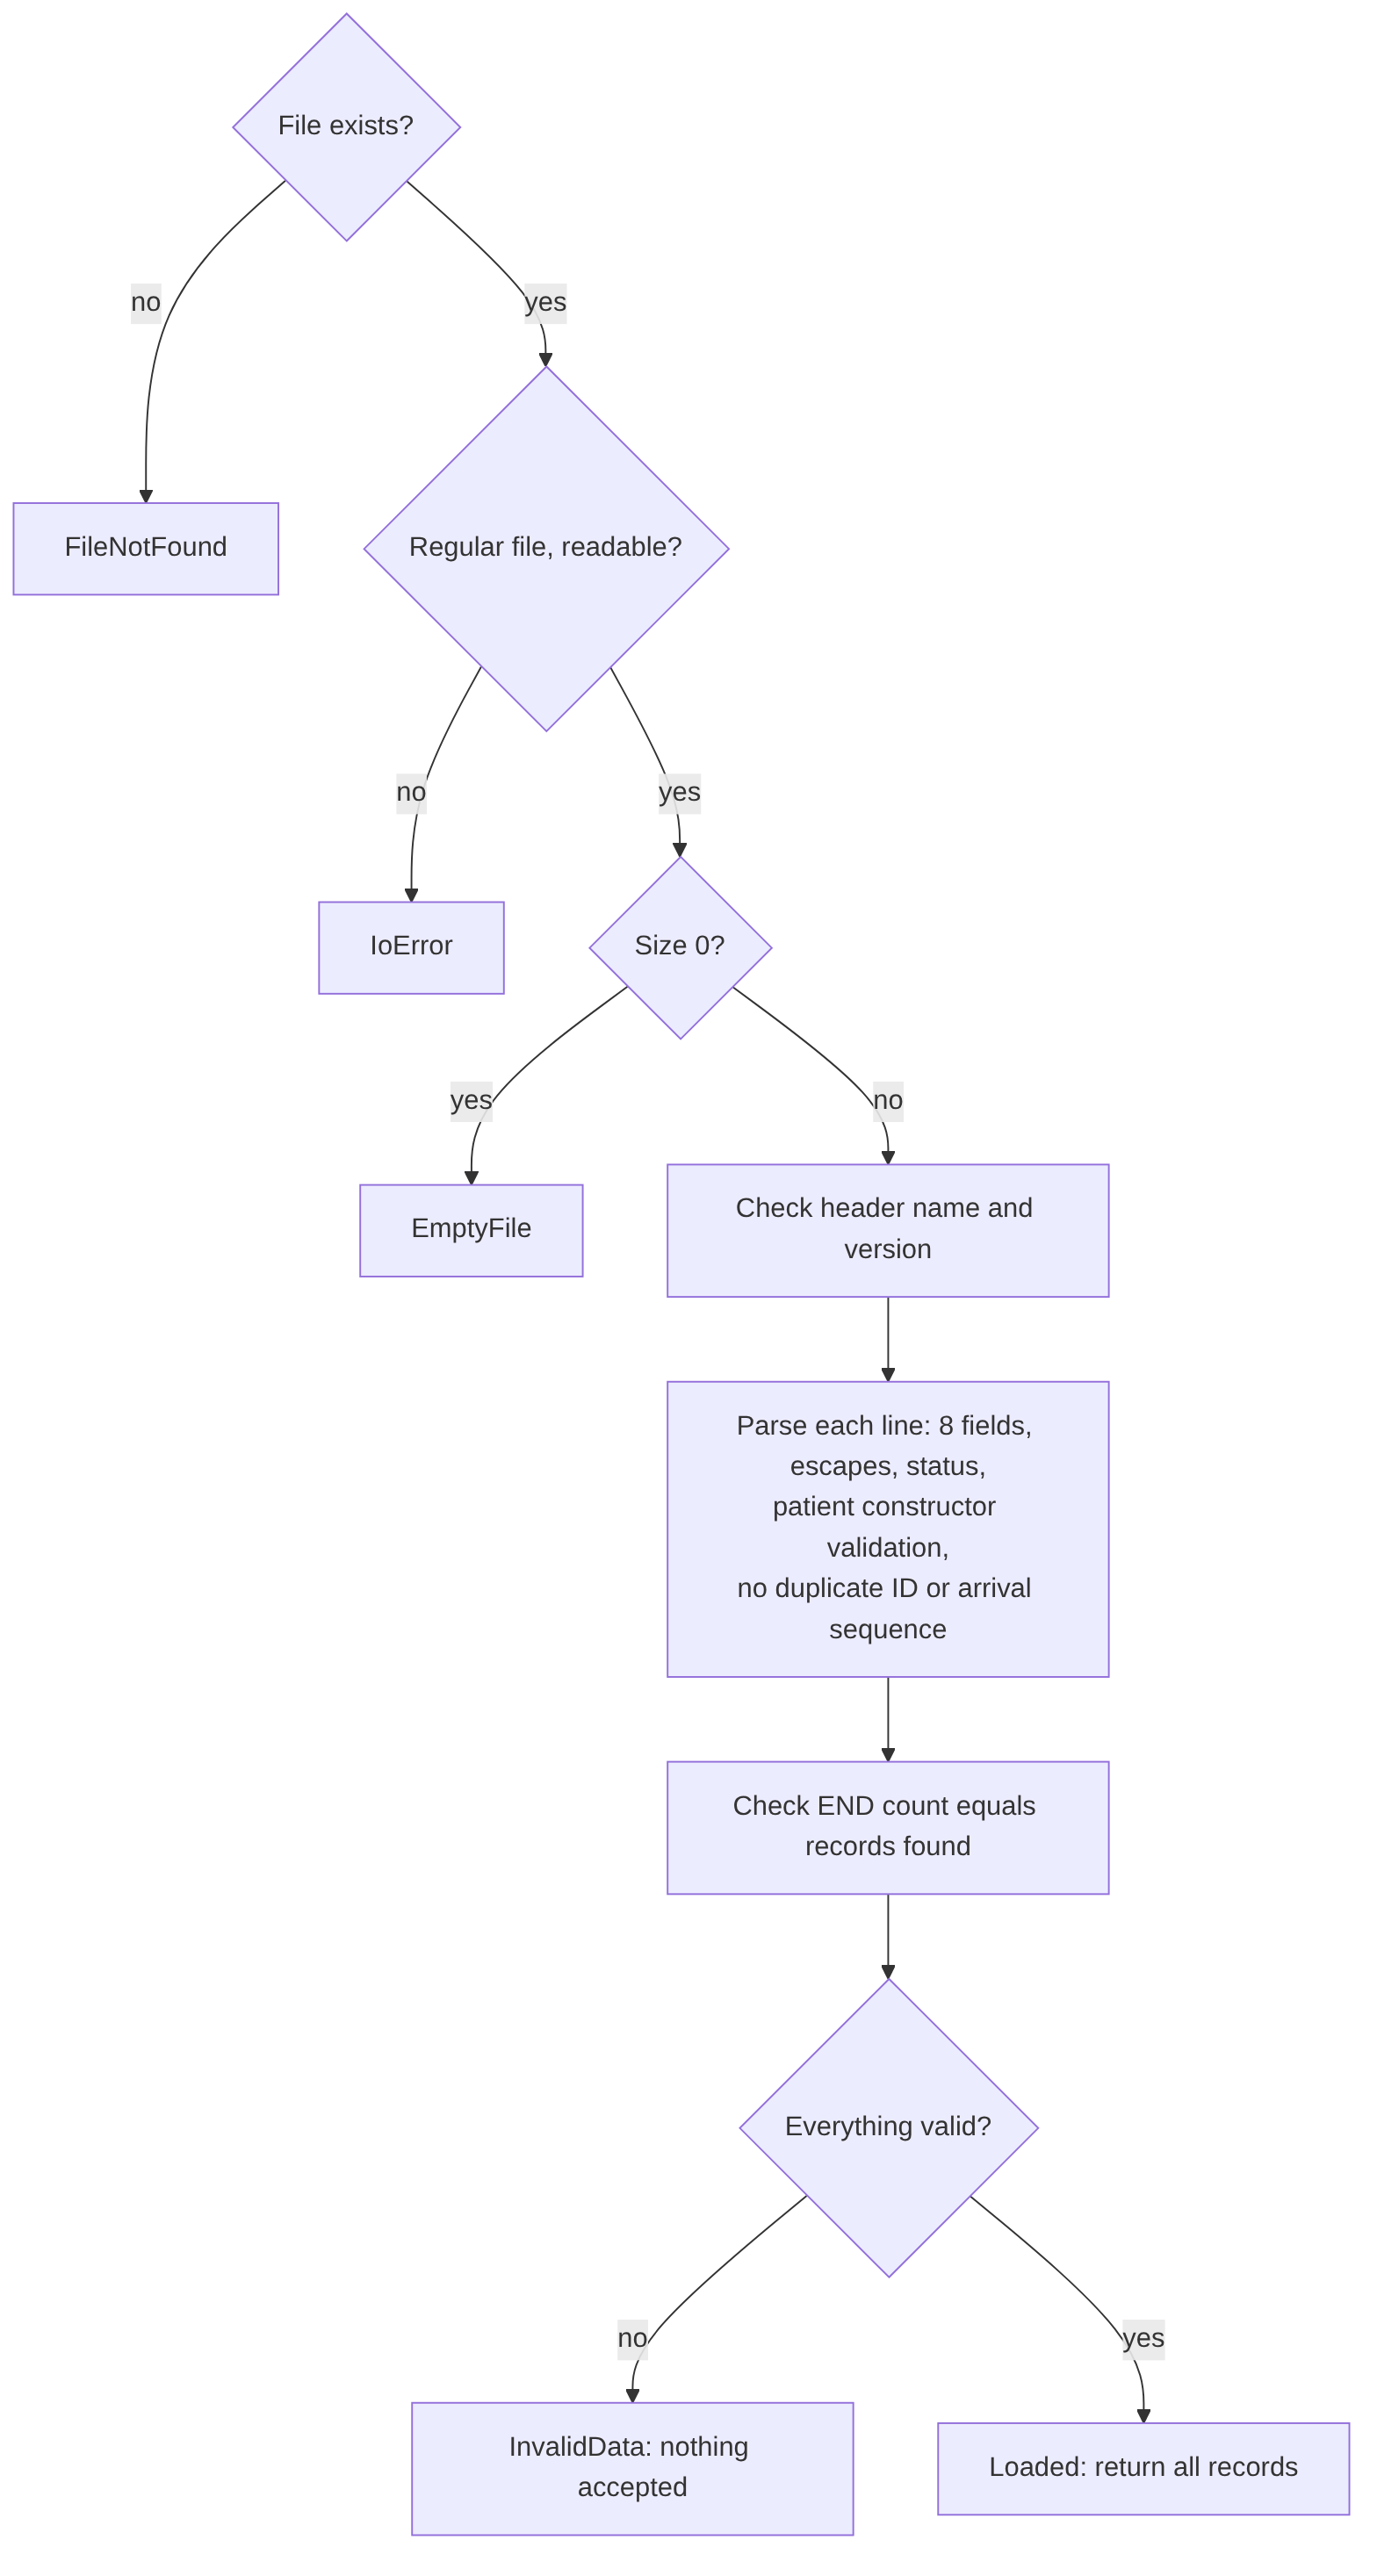 File exists?
no
yes
FileNotFound
Regular file, readable?
no
yes
IoError
Size 0?
yes
no
EmptyFile
Check header name and
version
Parse each line: 8 fields,
escapes, status,
patient constructor
validation,
no duplicate ID or arrival
sequence
Check END count equals
records found
Everything valid?
no
yes
InvalidData: nothing
accepted
Loaded: return all records